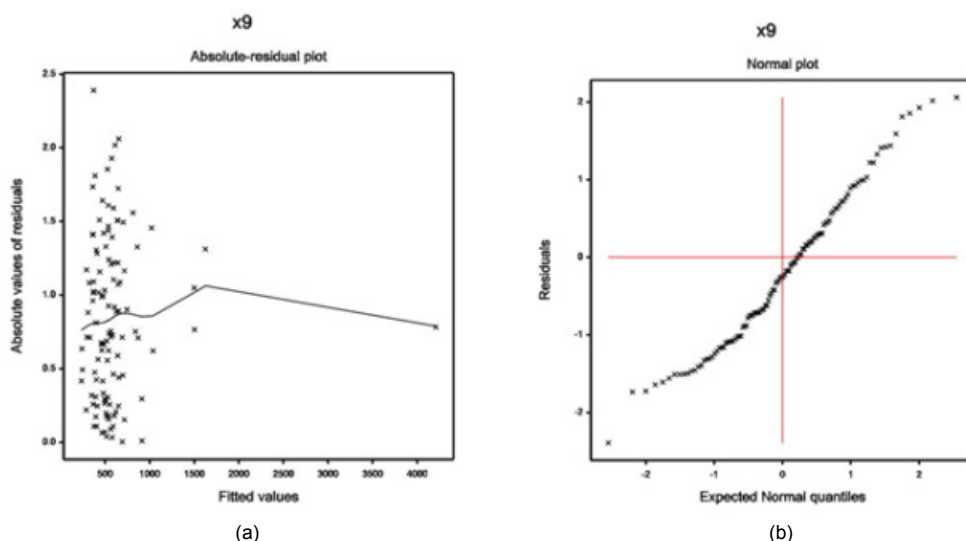 x9
Absolute-residual plot
2.5
2.0
1.5
1.0
0.5
0.0
Absolute values of residuals
500 1000 1500 2000 2500 3000 3500 4000
Fitted values
(a)
x9
Normal plot
2
1
0
-1
-2
Residuals
-2 -1 0 1 2
Expected Normal quantiles
(b)